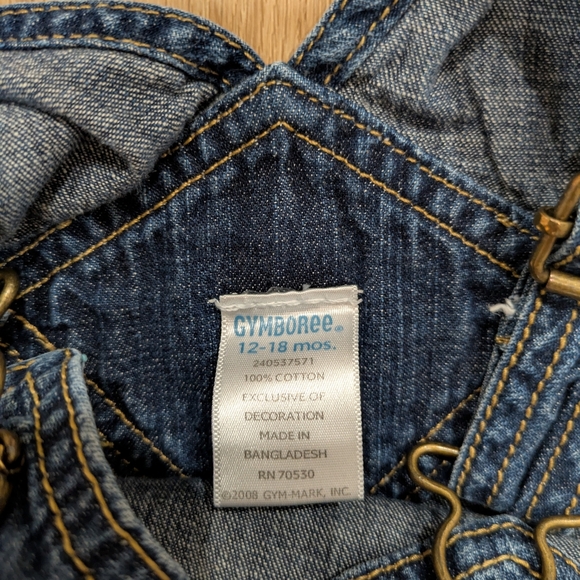 GYMBOREE®
12-18 mos.
240537571
100% COTTON
EXCLUSIVE OF
DECORATION
MADE IN
BANGLADESH
RN 70530
©2008 GYM-MARK, INC.